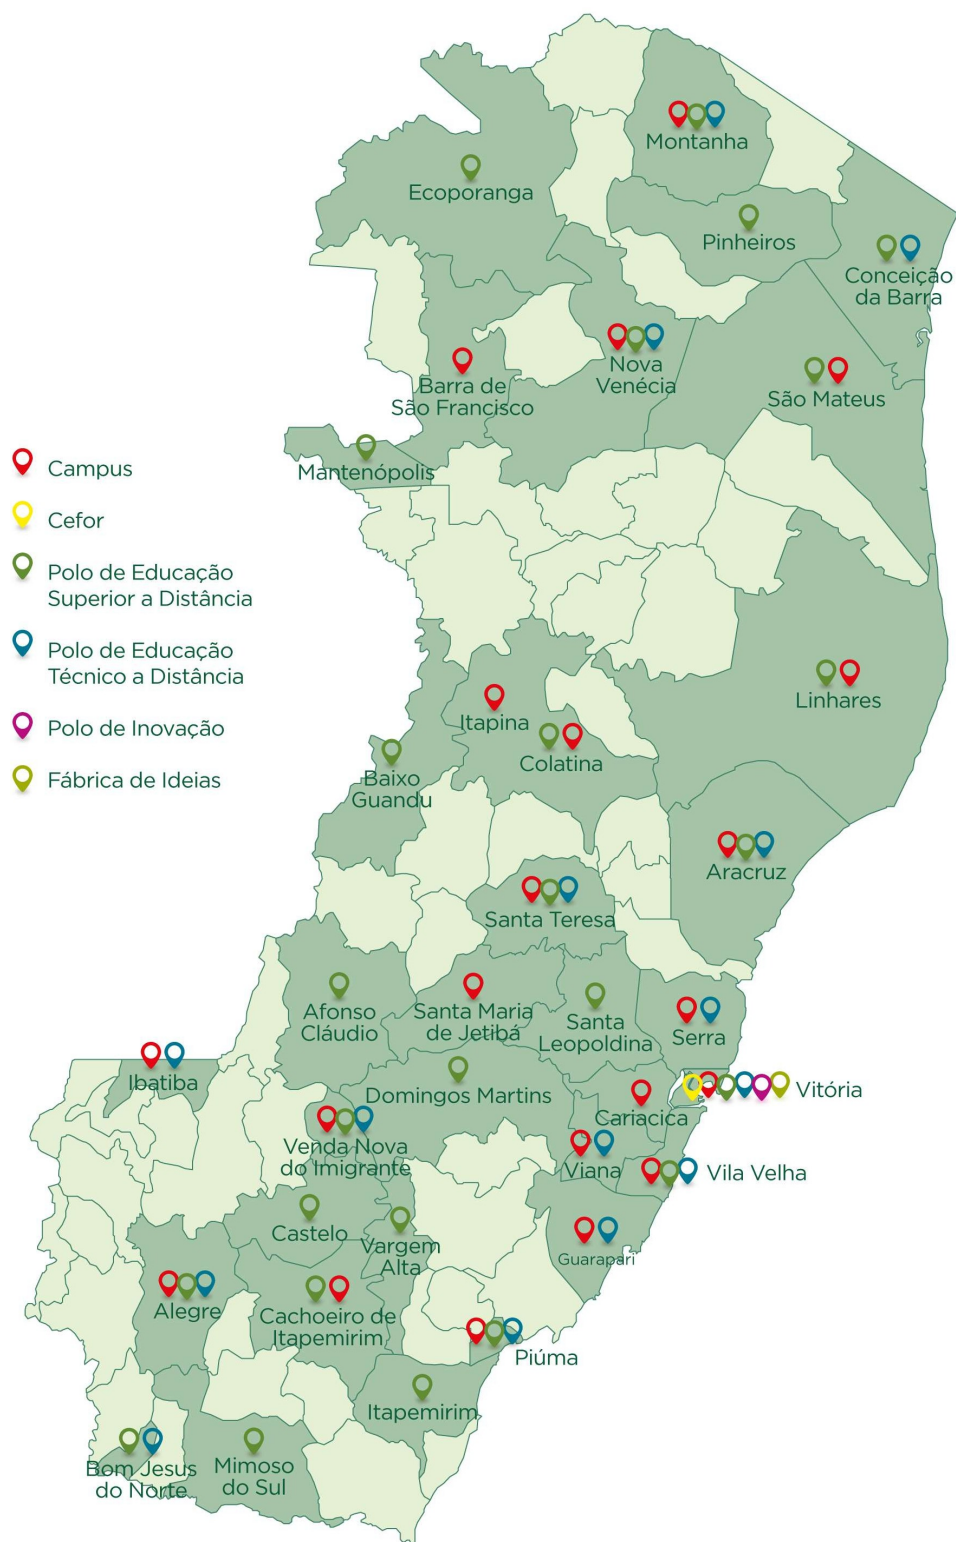 Montanha
Ecoporanga
Pinheiros
Conceição
da Barra
Nova
Venécia
Barra de
São Francisco
São Mateus
Mantenópolis
Campus
Cefor
Polo de Educação
Superior a Distância
Polo de Educação
Técnico a Distância
Polo de Inovação
Fábrica de Ideias
Linhares
Itapina
Colatina
Baixo
Guandu
Aracruz
Santa Teresa
Afonso
Cláudio
Santa Maria
de Jetibá
Santa
Leopoldina
Serra
Ibatiba
Domingos Martins
Vitória
Cariacica
Venda Nova
do Imigrante
Viana
Vila Velha
Castelo
Vargem
Alta
Guarapari
Alegre
Cachoeiro de
Itapemirim
Piúma
Itapemirim
Bom Jesus
do Norte
Mimoso
do Sul